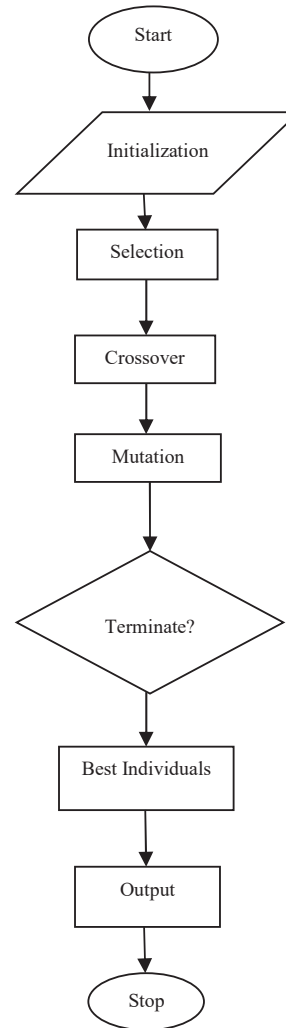 Start
Initialization
Selection
Crossover
Mutation
Terminate?
Best Individuals
Output
Stop